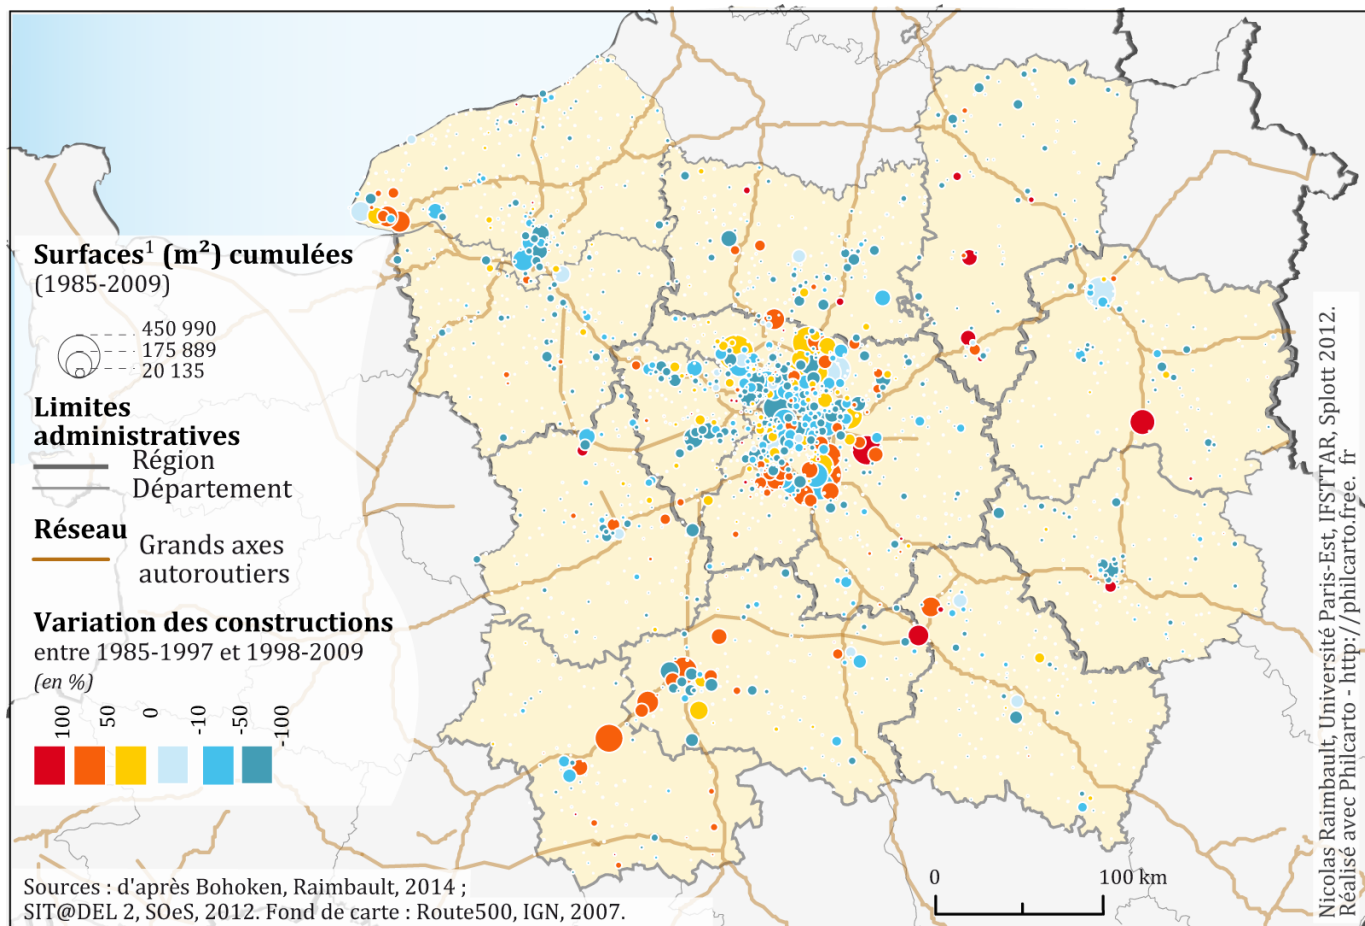 Surfaces¹ (m²) cumulées
(1985-2009)
450 990
175 889
20 135
Limites
administratives
Région
Département
Réseau
Grands axes
autoroutiers
Variation des constructions
entre 1985-1997 et 1998-2009
(en %)
100
50
0
-10
-50
-100
Sources : d'après Bohoken, Raimbault, 2014 ;
SIT@DEL 2, SOeS, 2012. Fond de carte : Route500, IGN, 2007.
0 100 km
Nicolas Raimbault, Université Paris-Est, IFSTTAR, Splott 2012.
Réalisé avec Philcarto - http://philcarto.free. fr